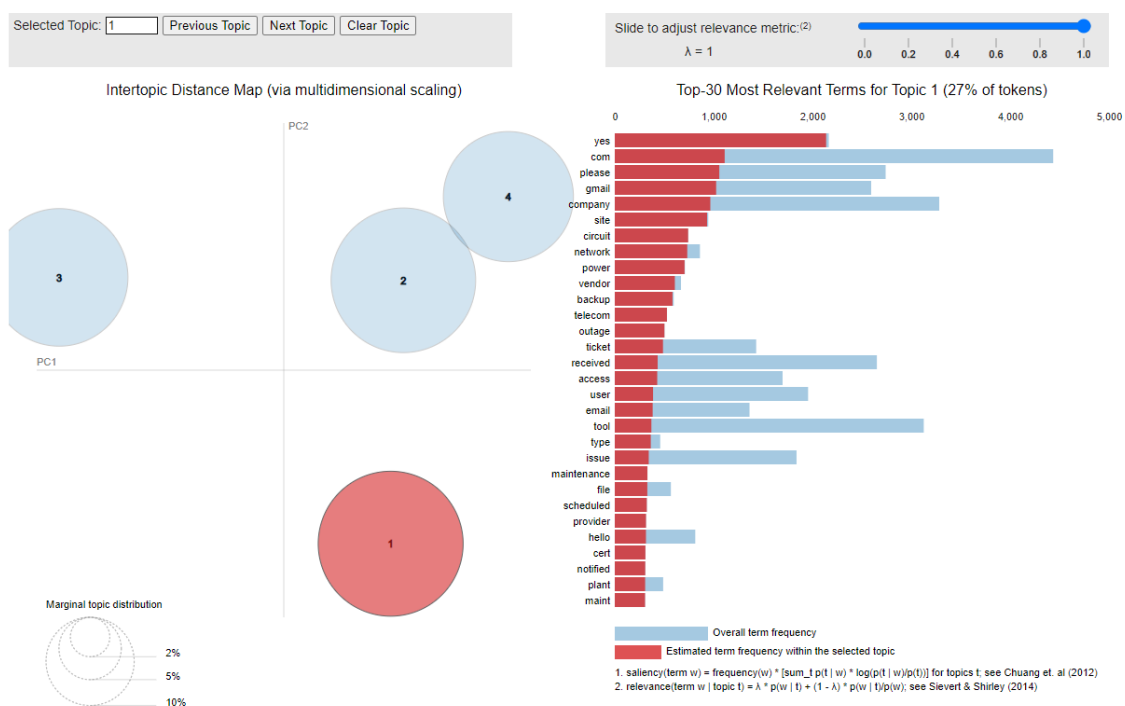 Selected Topic: 1 Previous Topic Next Topic Clear Topic
Slide to adjust relevance metric:(2)
λ = 1
0.0 0.2 0.4 0.6 0.8 1.0
Intertopic Distance Map (via multidimensional scaling)
PC2
PC1
4
2
3
1
Marginal topic distribution
2%
5%
10%
Top-30 Most Relevant Terms for Topic 1 (27% of tokens)
0 1,000 2,000 3,000 4,000 5,000
yes
com
please
gmail
company
site
circuit
network
power
vendor
backup
telecom
outage
ticket
received
access
user
email
tool
type
issue
maintenance
file
scheduled
provider
hello
cert
notified
plant
maint
Overall term frequency
Estimated term frequency within the selected topic
1. saliency(term w) = frequency(w) * [sum_t p(t | w) * log(p(t | w)/p(t))] for topics t; see Chuang et. al (2012)
2. relevance(term w | topic t) = λ * p(w | t) + (1 - λ) * p(w | t)/p(w); see Sievert & Shirley (2014)